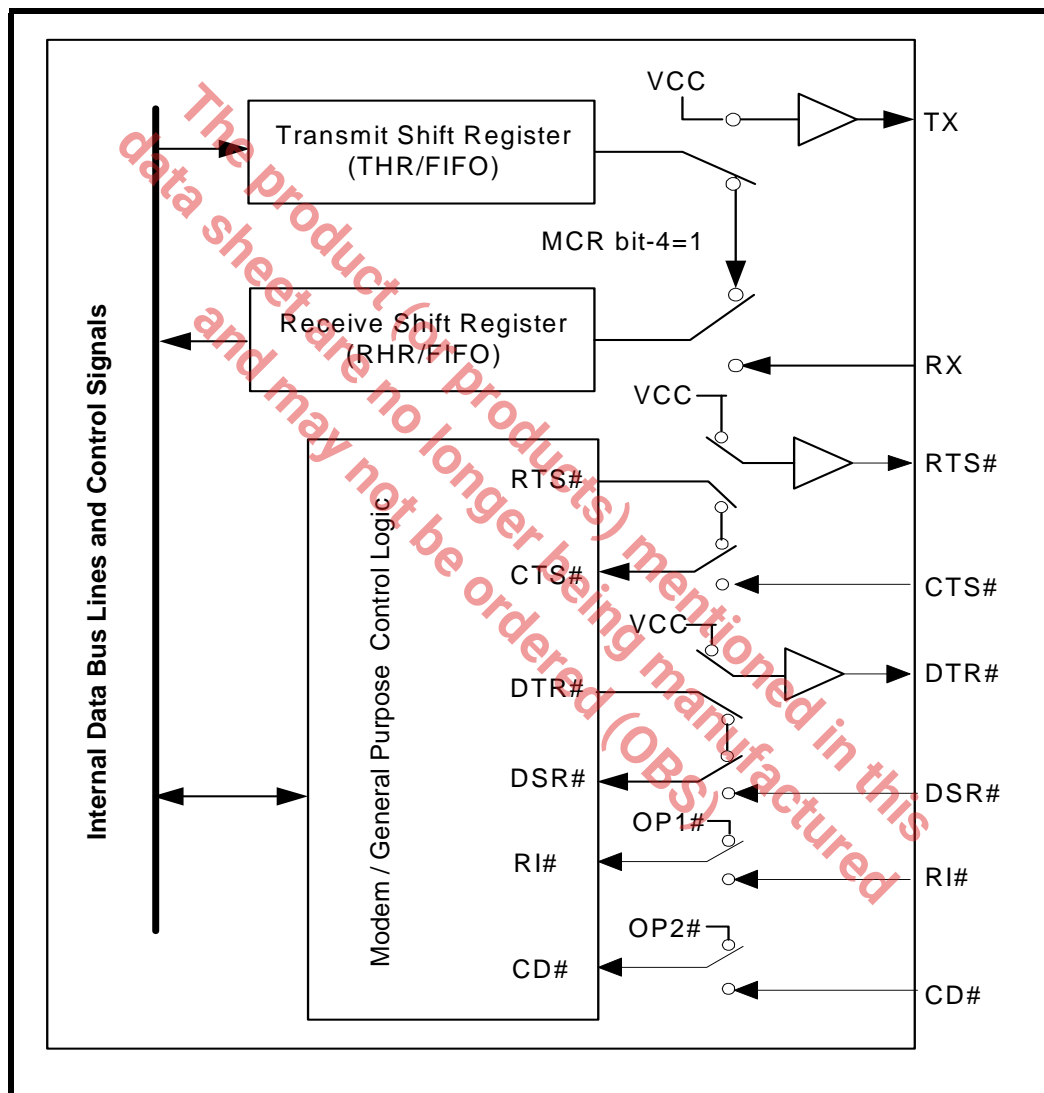 VCC
TX
Transmit Shift Register
(THR/FIFO)
MCR bit-4=1
Receive Shift Register
(RHR/FIFO)
RX
VCC
RTS#
RTS#
CTS#
CTS#
VCC
DTR#
DTR#
DSR#
DSR#
OP1#
RI#
RI#
OP2#
CD#
CD#
Internal Data Bus Lines and Control Signals
Modem / General Purpose Control Logic
The product (or products) mentioned in this
data sheet are no longer being manufactured
and may not be ordered (OBS)